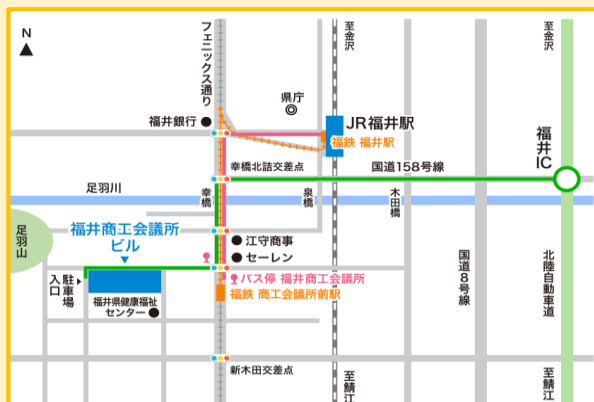 N
フェニックス通り
至金沢
至金沢
県庁
福井銀行
JR福井駅
福鉄 福井駅
福井IC
幸橋北詰交差点
国道158号線
足羽川
幸橋
泉橋
木田橋
足羽山
福井商工会議所
ビル
江守商事
セーレン
バス停 福井商工会議所
福鉄 商工会議所前駅
駐車場
入口
福井県健康福祉
センター
国道8号線
北陸自動車道
新木田交差点
至鯖江
至鯖江